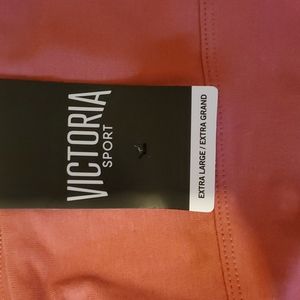 VICTORIA
SPORT
EXTRA LARGE / EXTRA GRAND